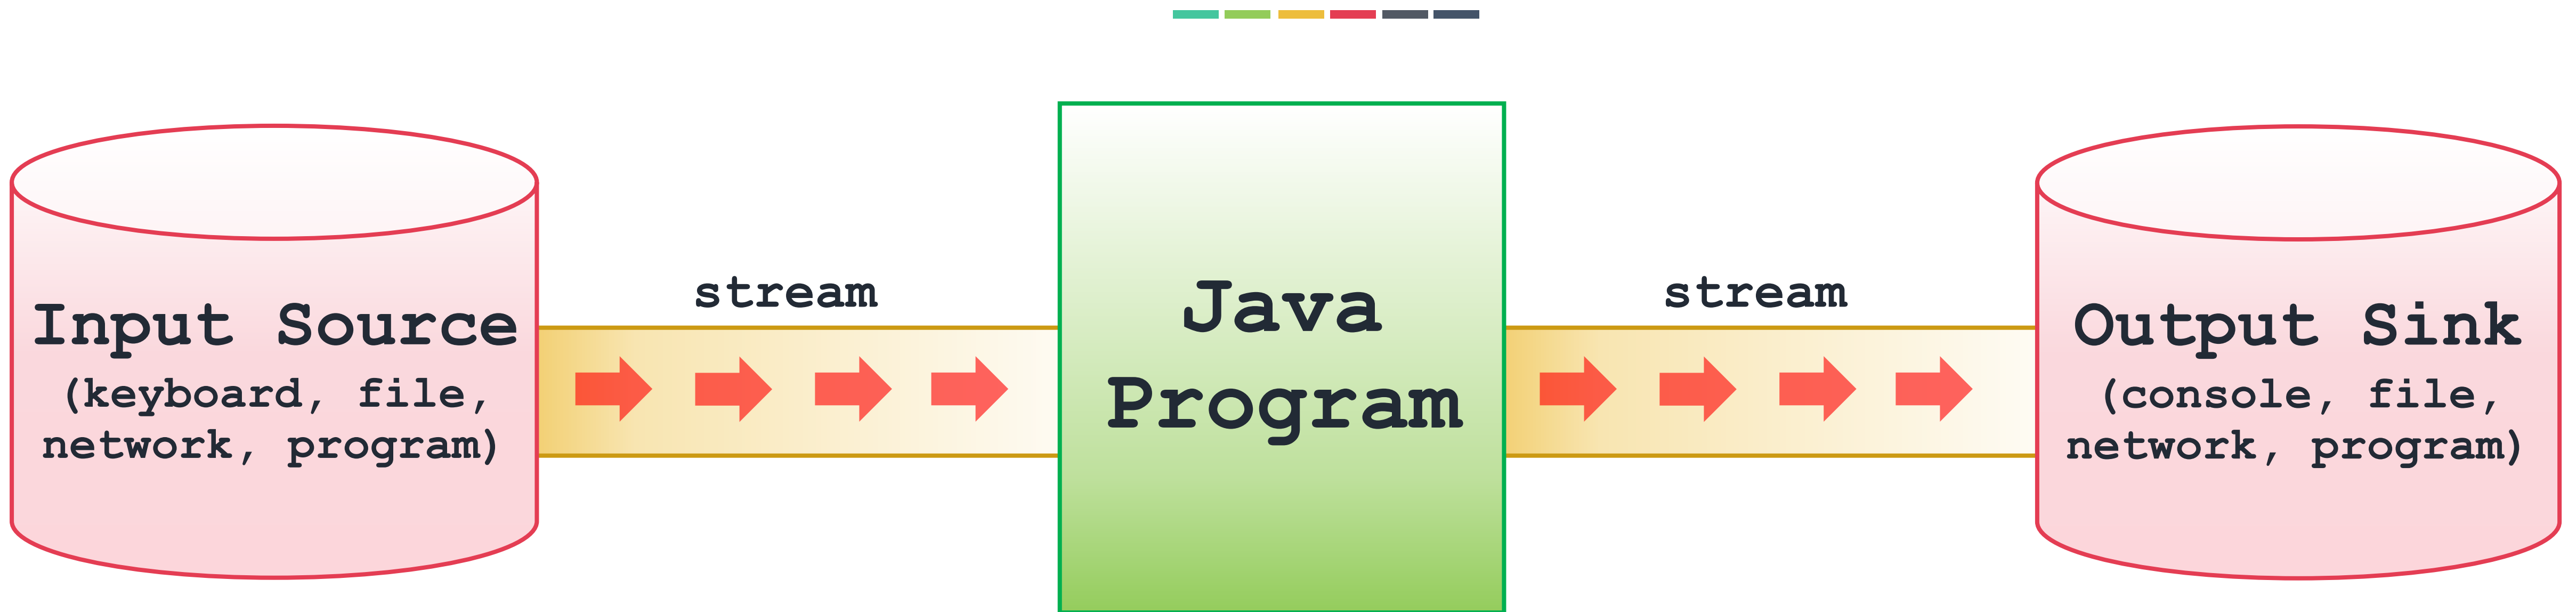 Input Source
(keyboard, file,
network, program)
stream
Java
Program
stream
Output Sink
(console, file,
network, program)